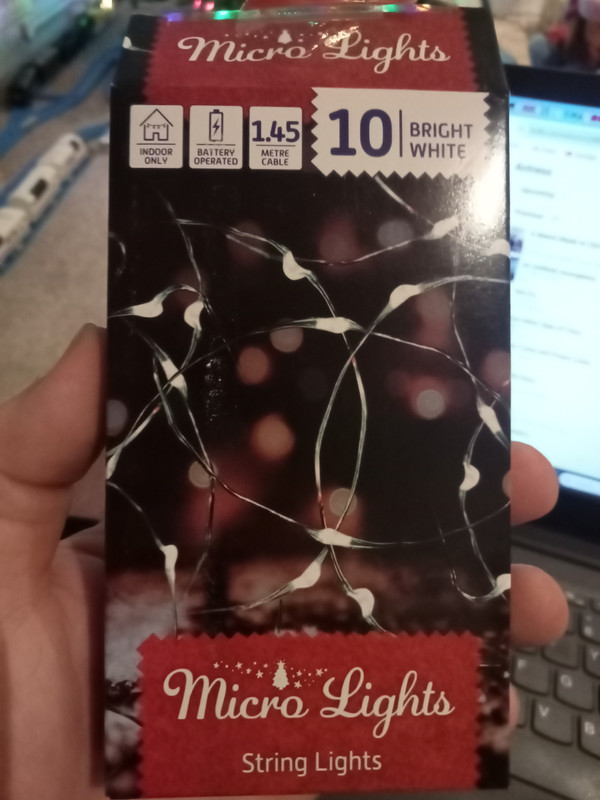 Micro Lights
INDOOR
ONLY
BATTERY
OPERATED
1.45
METRE
CABLE
10
BRIGHT
WHITE
Micro Lights
String Lights
F
G
C
V
B